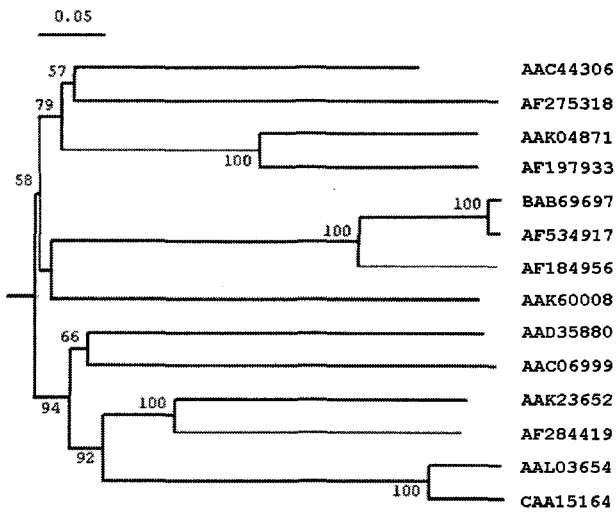 0.05
57
AAC44306
AF275318
79
AAK04871
100
AF197933
58
BAB69697
100
AF534917
100
AF184956
AAK60008
66
AAD35880
AAC06999
94
100
AAK23652
AF284419
92
AAL03654
100
CAA15164